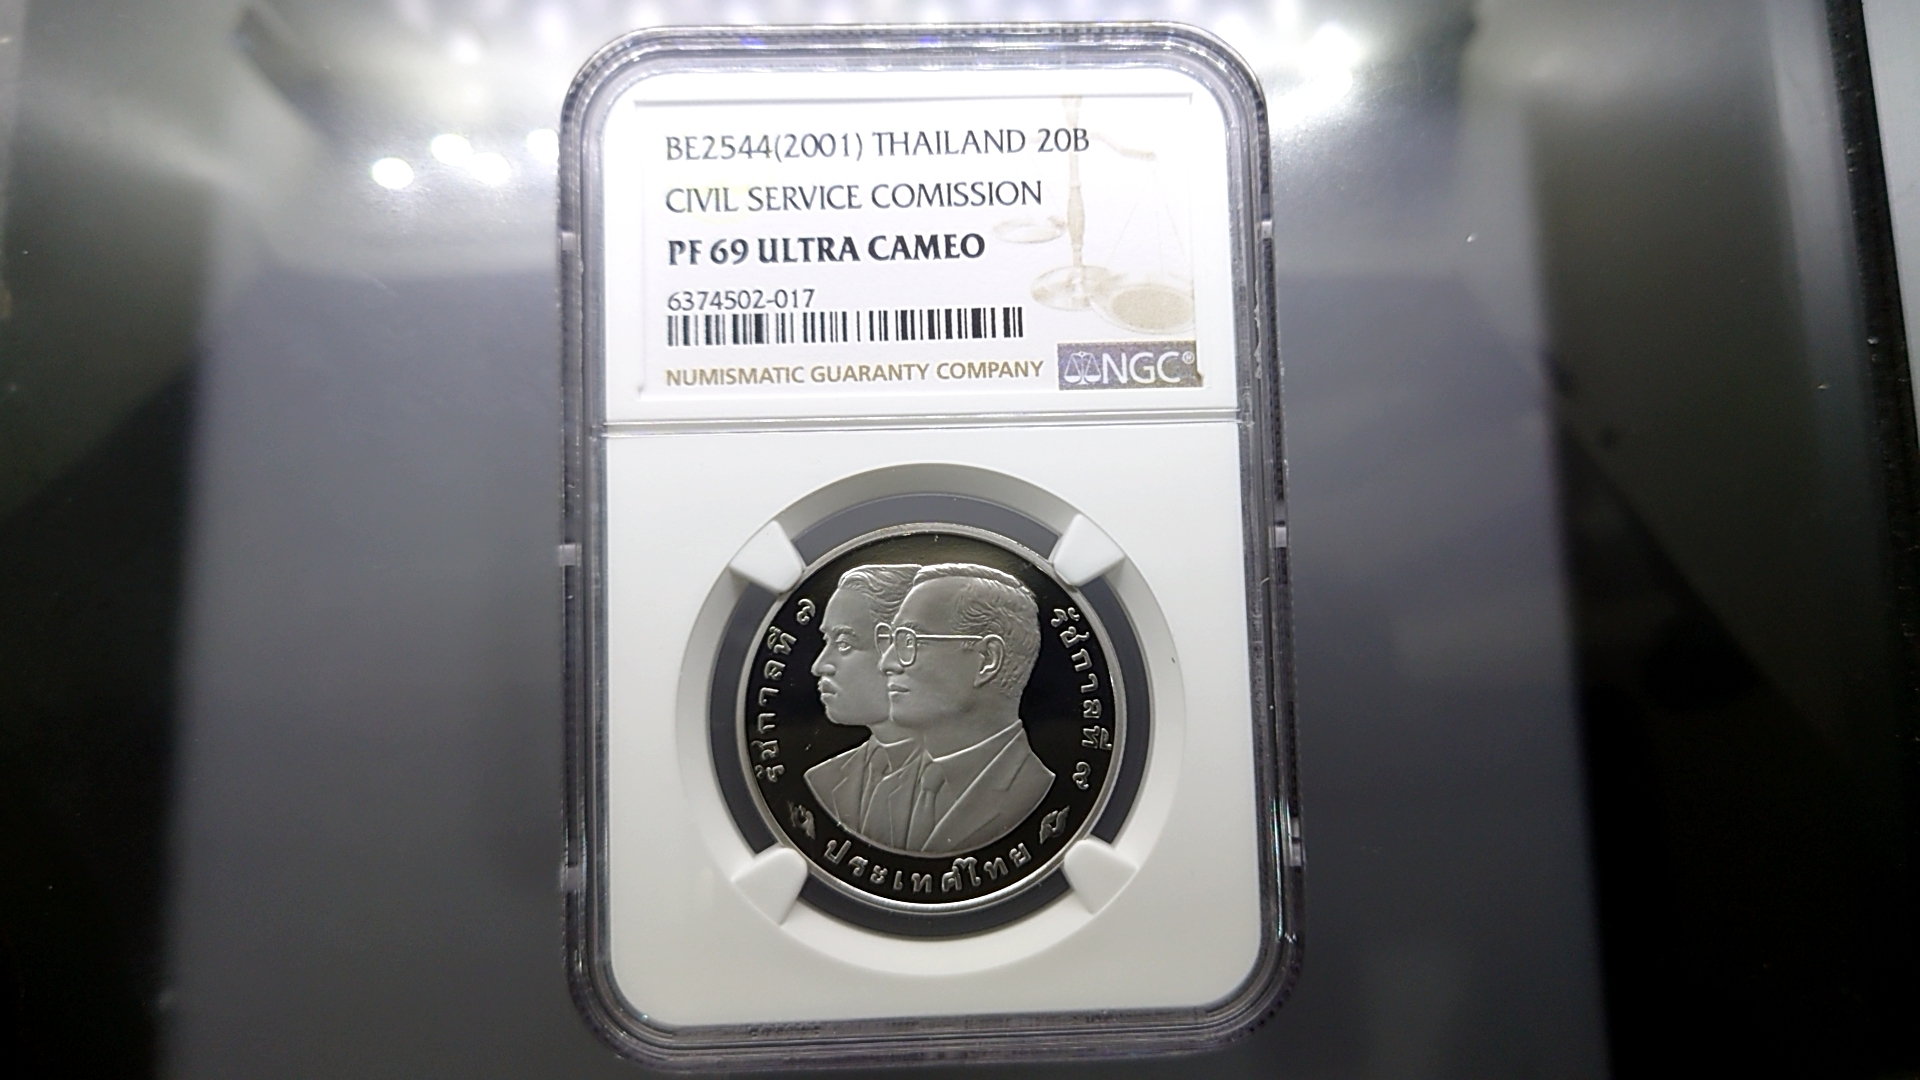 BE2544(2001) THAILAND 20B
CIVIL SERVICE COMISSION
PF 69 ULTRA CAMEO
6374502-017
NUMISMATIC GUARANTY COMPANY
NGC®
รัชกาลที่ ๗
รัชกาลที่ ๙
ประเทศไทย